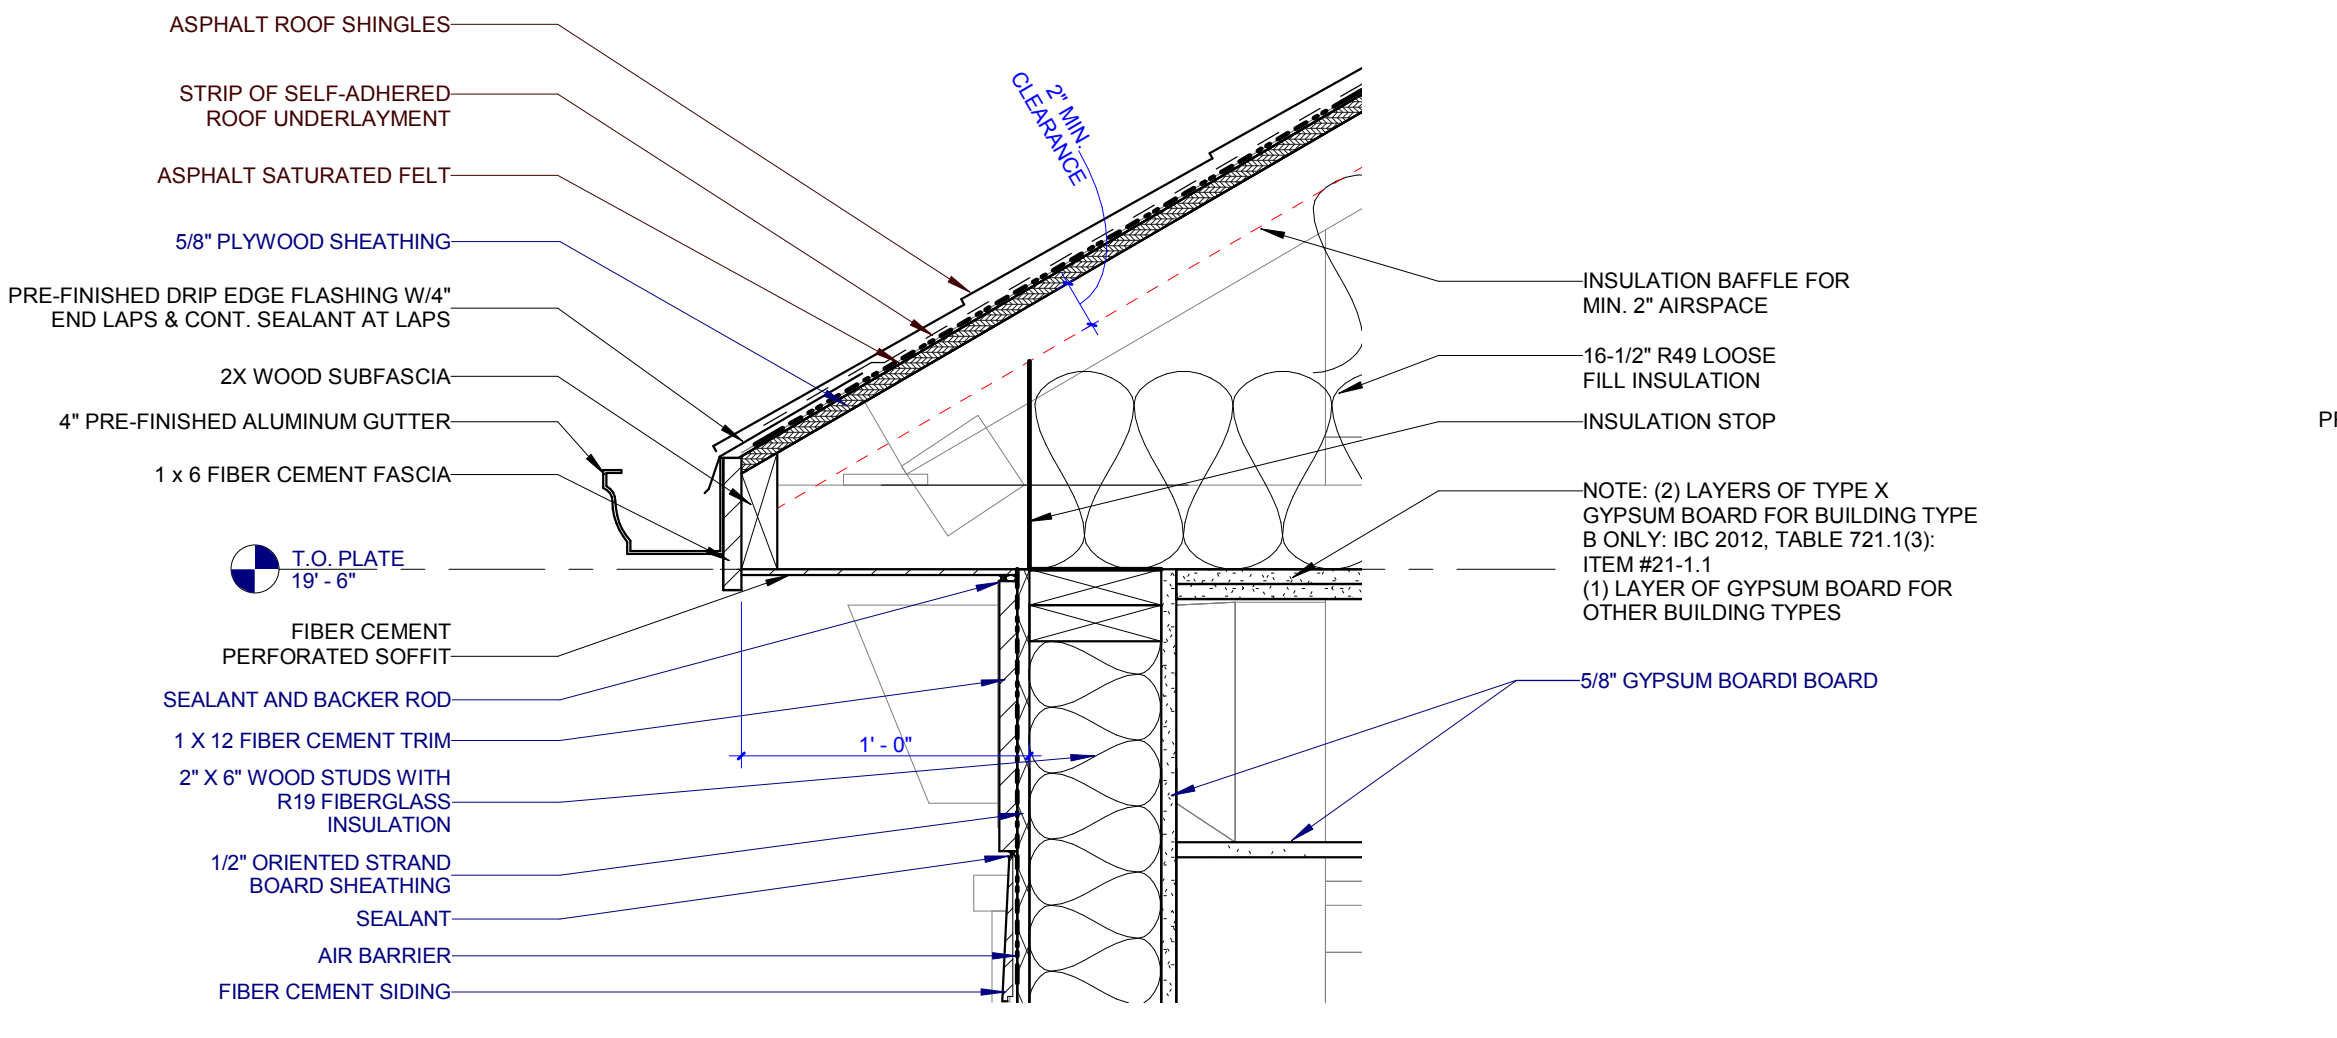 ASPHALT ROOF SHINGLES
STRIP OF SELF-ADHERED
ROOF UNDERLAYMENT
ASPHALT SATURATED FELT
5/8" PLYWOOD SHEATHING
PRE-FINISHED DRIP EDGE FLASHING W/4"
END LAPS & CONT. SEALANT AT LAPS
2X WOOD SUBFASCIA
4" PRE-FINISHED ALUMINUM GUTTER
1 x 6 FIBER CEMENT FASCIA
T.O. PLATE
19' - 6"
FIBER CEMENT
PERFORATED SOFFIT
SEALANT AND BACKER ROD
1 X 12 FIBER CEMENT TRIM
2" X 6" WOOD STUDS WITH
R19 FIBERGLASS
INSULATION
1/2" ORIENTED STRAND
BOARD SHEATHING
SEALANT
AIR BARRIER
FIBER CEMENT SIDING
2" MIN.
CLEARANCE
1' - 0"
INSULATION BAFFLE FOR
MIN. 2" AIRSPACE
16-1/2" R49 LOOSE
FILL INSULATION
INSULATION STOP
NOTE: (2) LAYERS OF TYPE X
GYPSUM BOARD FOR BUILDING TYPE
B ONLY: IBC 2012, TABLE 721.1(3):
ITEM #21-1.1
(1) LAYER OF GYPSUM BOARD FOR
OTHER BUILDING TYPES
5/8" GYPSUM BOARD BOARD